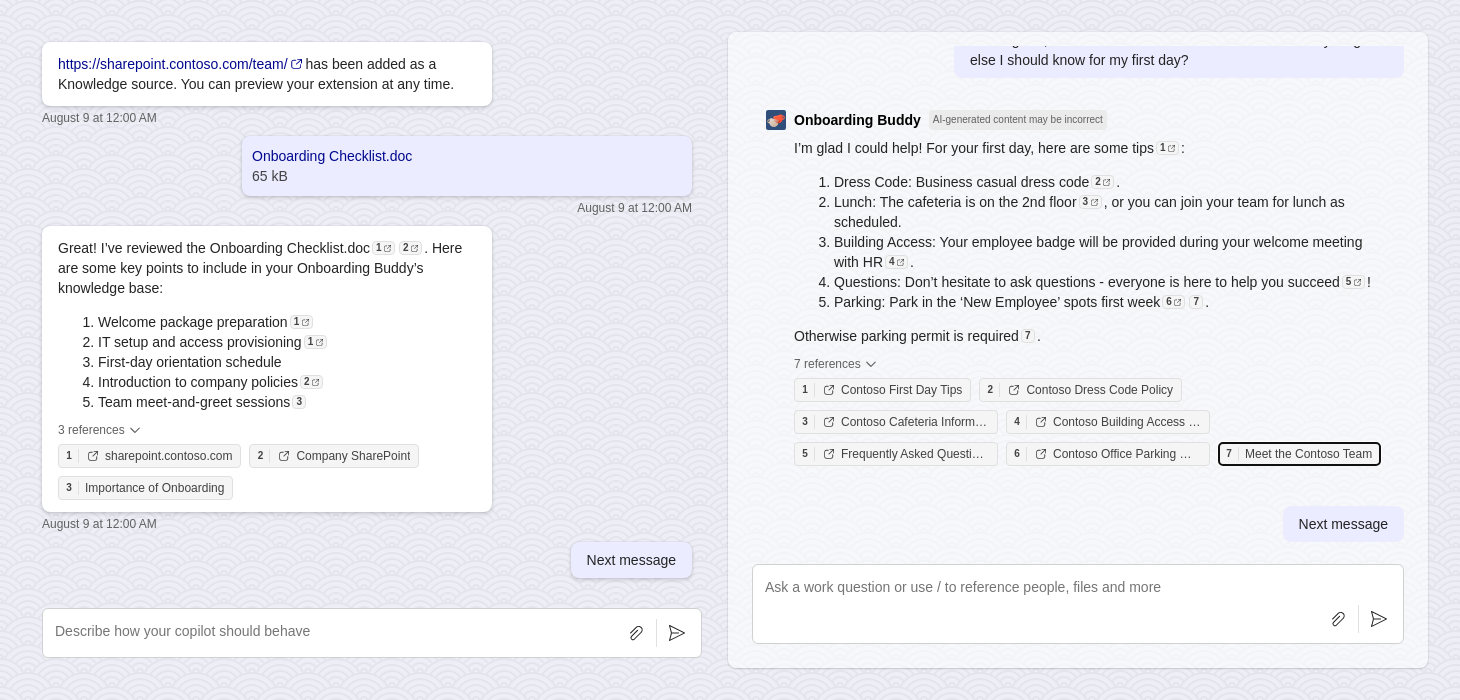 https://sharepoint.contoso.com/team/ has been added as a
Knowledge source. You can preview your extension at any time.
August 9 at 12:00 AM
Onboarding Checklist.doc
65 kB
August 9 at 12:00 AM
Great! I’ve reviewed the Onboarding Checklist.doc 1 2 . Here
are some key points to include in your Onboarding Buddy’s
knowledge base:
1. Welcome package preparation 1
2. IT setup and access provisioning 1
3. First-day orientation schedule
4. Introduction to company policies 2
5. Team meet-and-greet sessions 3
3 references
1 sharepoint.contoso.com 2 Company SharePoint
3 Importance of Onboarding
August 9 at 12:00 AM
Next message
Describe how your copilot should behave
else I should know for my first day?
Onboarding Buddy AI-generated content may be incorrect
I’m glad I could help! For your first day, here are some tips 1 :
1. Dress Code: Business casual dress code 2 .
2. Lunch: The cafeteria is on the 2nd floor 3 , or you can join your team for lunch as
scheduled.
3. Building Access: Your employee badge will be provided during your welcome meeting
with HR 4 .
4. Questions: Don’t hesitate to ask questions - everyone is here to help you succeed 5 !
5. Parking: Park in the ‘New Employee’ spots first week 6 7 .
Otherwise parking permit is required 7 .
7 references
1 Contoso First Day Tips 2 Contoso Dress Code Policy
3 Contoso Cafeteria Inform… 4 Contoso Building Access …
5 Frequently Asked Questi… 6 Contoso Office Parking … 7 Meet the Contoso Team
Next message
Ask a work question or use / to reference people, files and more